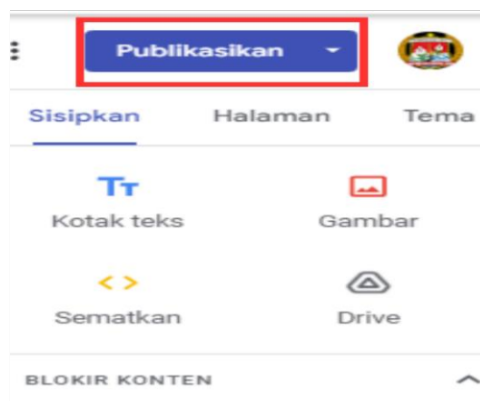 Publikasikan
Sisipkan Halaman Tema
Kotak teks Gambar
Sematkan Drive
BLOKIR KONTEN